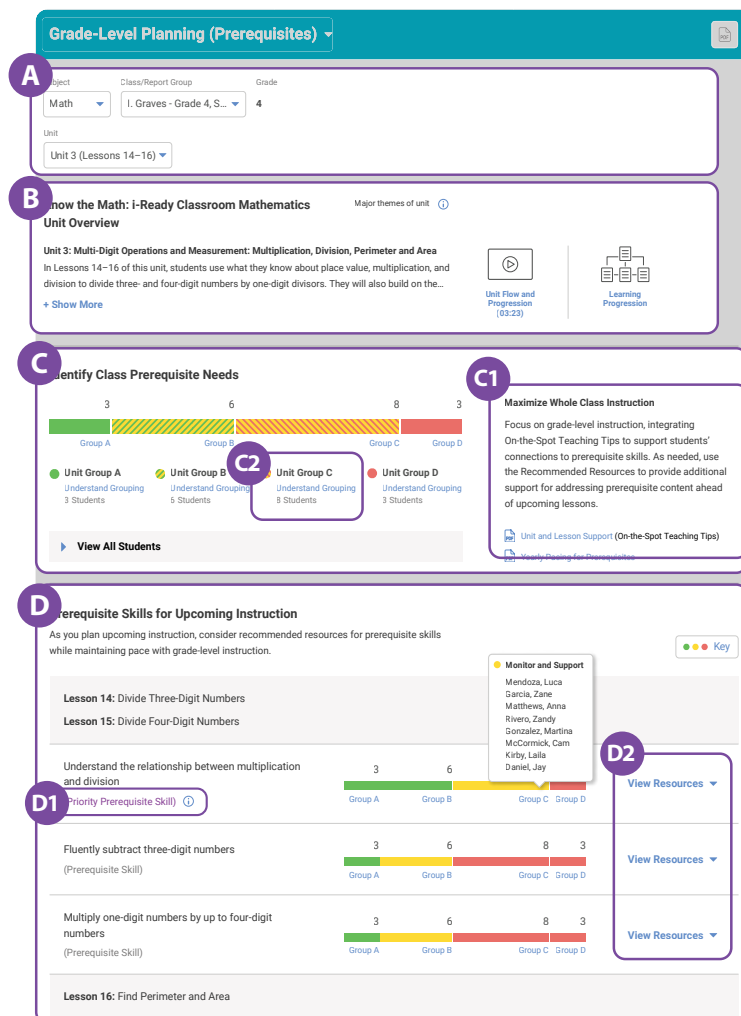 Grade-Level Planning (Prerequisites)
PDF
A
bject Class/Report Group Grade
Math I. Graves - Grade 4, S... 4
Unit
Unit 3 (Lessons 14–16)
B
now the Math: i-Ready Classroom Mathematics
Unit Overview
Major themes of unit
Unit 3: Multi-Digit Operations and Measurement: Multiplication, Division, Perimeter and Area
In Lessons 14–16 of this unit, students use what they know about place value, multiplication, and
division to divide three- and four-digit numbers by one-digit divisors. They will also build on the...
+ Show More
Unit Flow and
Progression
(03:23)
Learning
Progression
C
entify Class Prerequisite Needs
3 6 8 3
Group A Group B Group C Group D
C2
Unit Group A Unit Group B Unit Group C Unit Group D
Understand Grouping Understand Grouping Understand Grouping Understand Grouping
3 Students 6 Students 8 Students 3 Students
View All Students
C1
Maximize Whole Class Instruction
Focus on grade-level instruction, integrating
On-the-Spot Teaching Tips to support students'
connections to prerequisite skills. As needed, use
the Recommended Resources to provide additional
support for addressing prerequisite content ahead
of upcoming lessons.
PDF Unit and Lesson Support (On-the-Spot Teaching Tips)
PDF Yearly Pacing for Prerequisites
D
rerequisite Skills for Upcoming Instruction
As you plan upcoming instruction, consider recommended resources for prerequisite skills
while maintaining pace with grade-level instruction.
Key
Monitor and Support
Mendoza, Luca
Garcia, Zane
Matthews, Anna
Rivero, Zandy
Gonzalez, Martina
McCormick, Cam
Kirby, Laila
Daniel, Jay
Lesson 14: Divide Three-Digit Numbers
Lesson 15: Divide Four-Digit Numbers
D2
Understand the relationship between multiplication
and division
D1
Priority Prerequisite Skill)
3 6
Group A Group B Group C Group D
View Resources
Fluently subtract three-digit numbers
(Prerequisite Skill)
3 6 8 3
Group A Group B Group C Group D
View Resources
Multiply one-digit numbers by up to four-digit
numbers
(Prerequisite Skill)
3 6 8 3
Group A Group B Group C Group D
View Resources
Lesson 16: Find Perimeter and Area